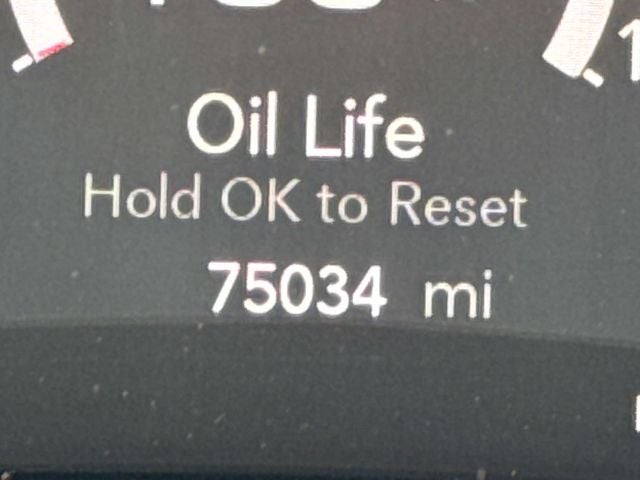 Oil Life
Hold OK to Reset
75034 mi